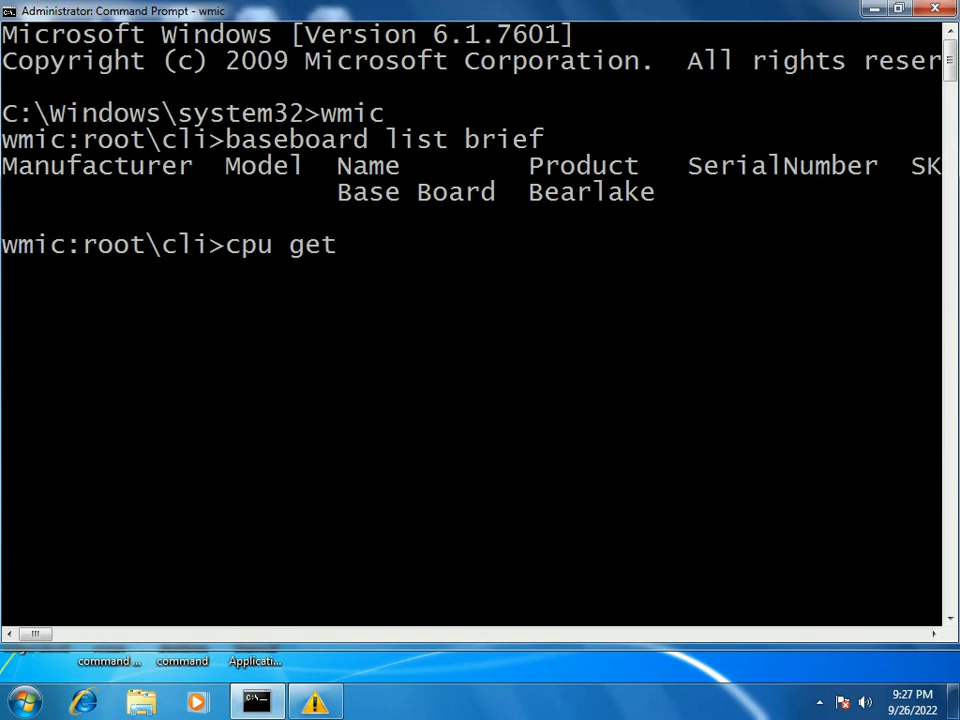 Administrator: Command Prompt - wmic
Microsoft Windows [Version 6.1.7601]
Copyright (c) 2009 Microsoft Corporation.  All rights reser
C:\Windows\system32>wmic
wmic:root\cli>baseboard list brief
Manufacturer  Model  Name        Product   SerialNumber  SK
Base Board  Bearlake
wmic:root\cli>cpu get
command ...
command
Applicati...
9:27 PM
9/26/2022